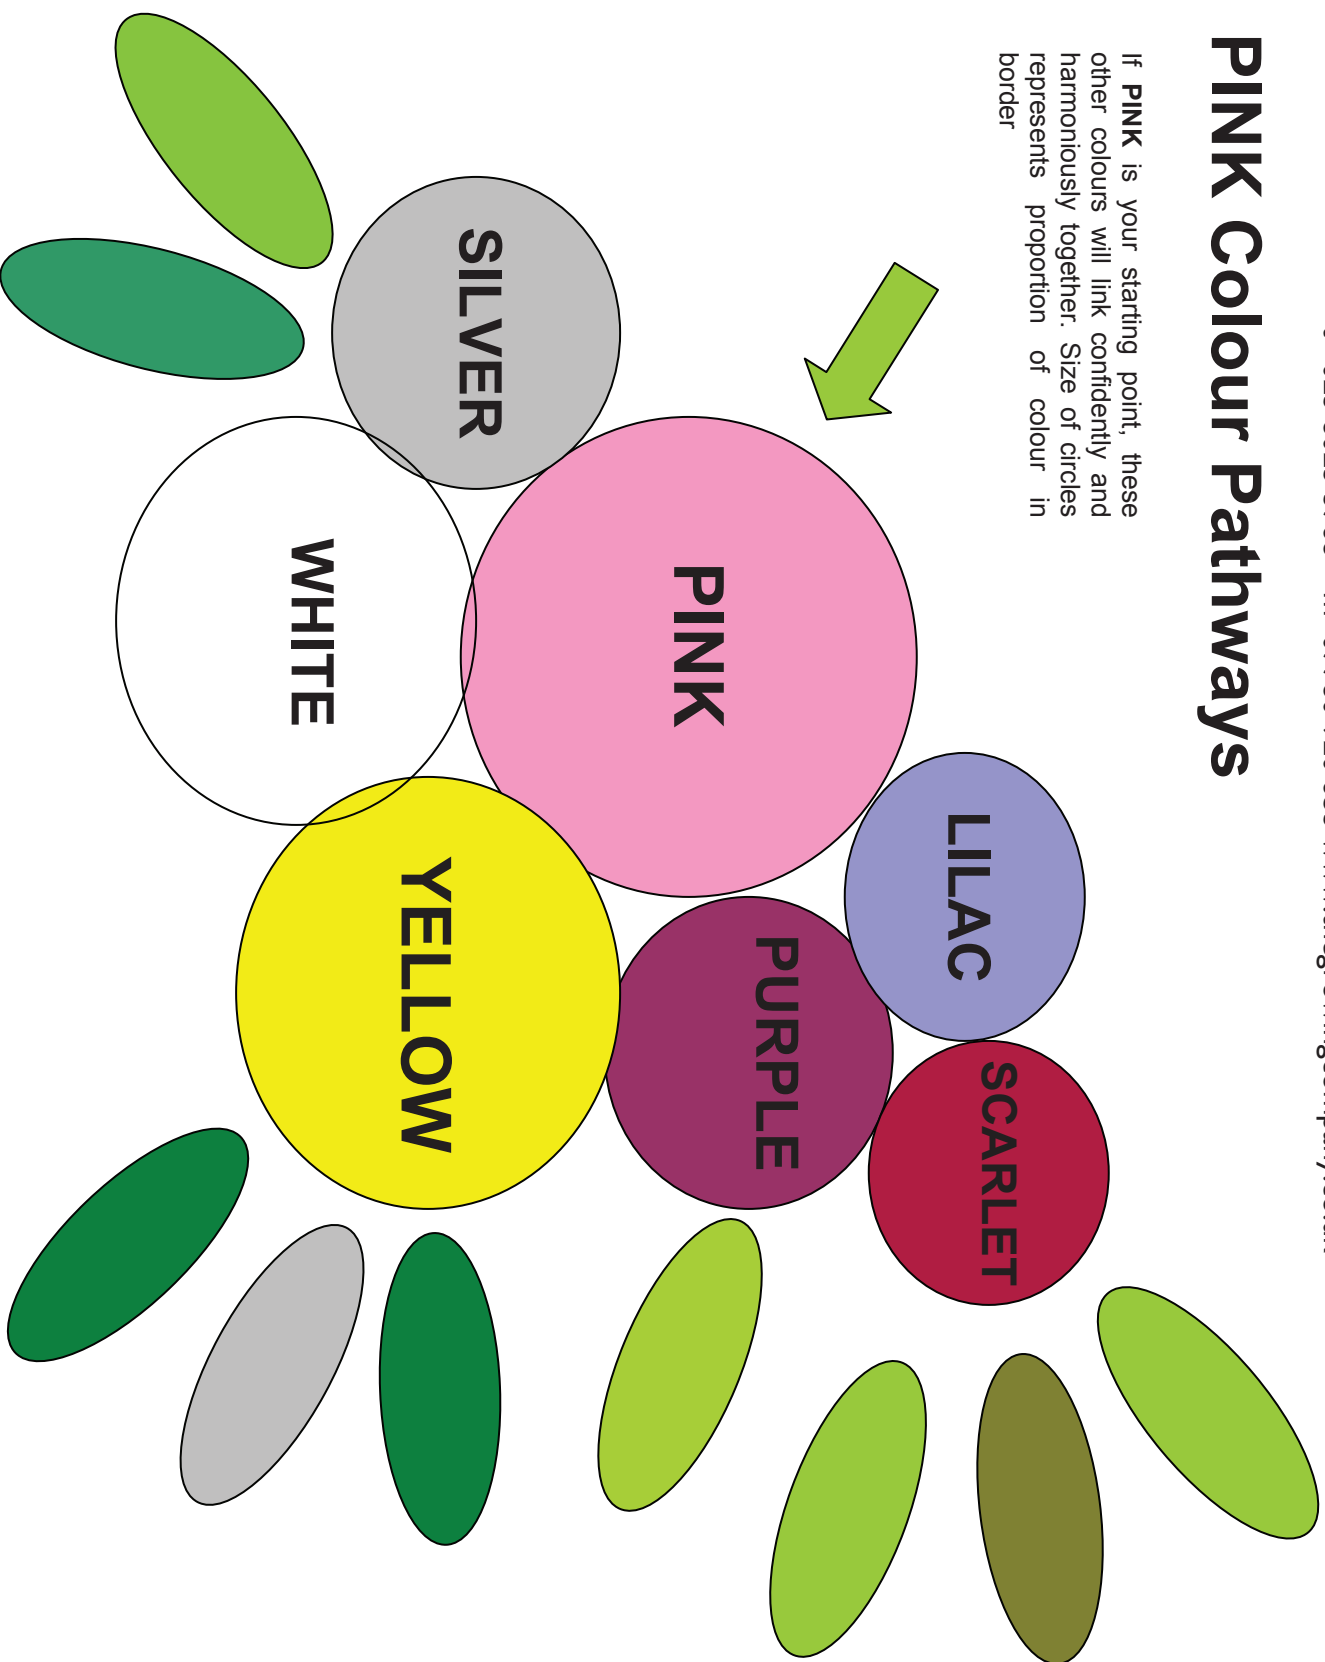 PINK Colour Pathways
If PINK is your starting point, these
other colours will link confidently and
harmoniously together. Size of circles
represents proportion of colour in
border
SILVER
PINK
WHITE
LILAC
YELLOW
PURPLE
SCARLET